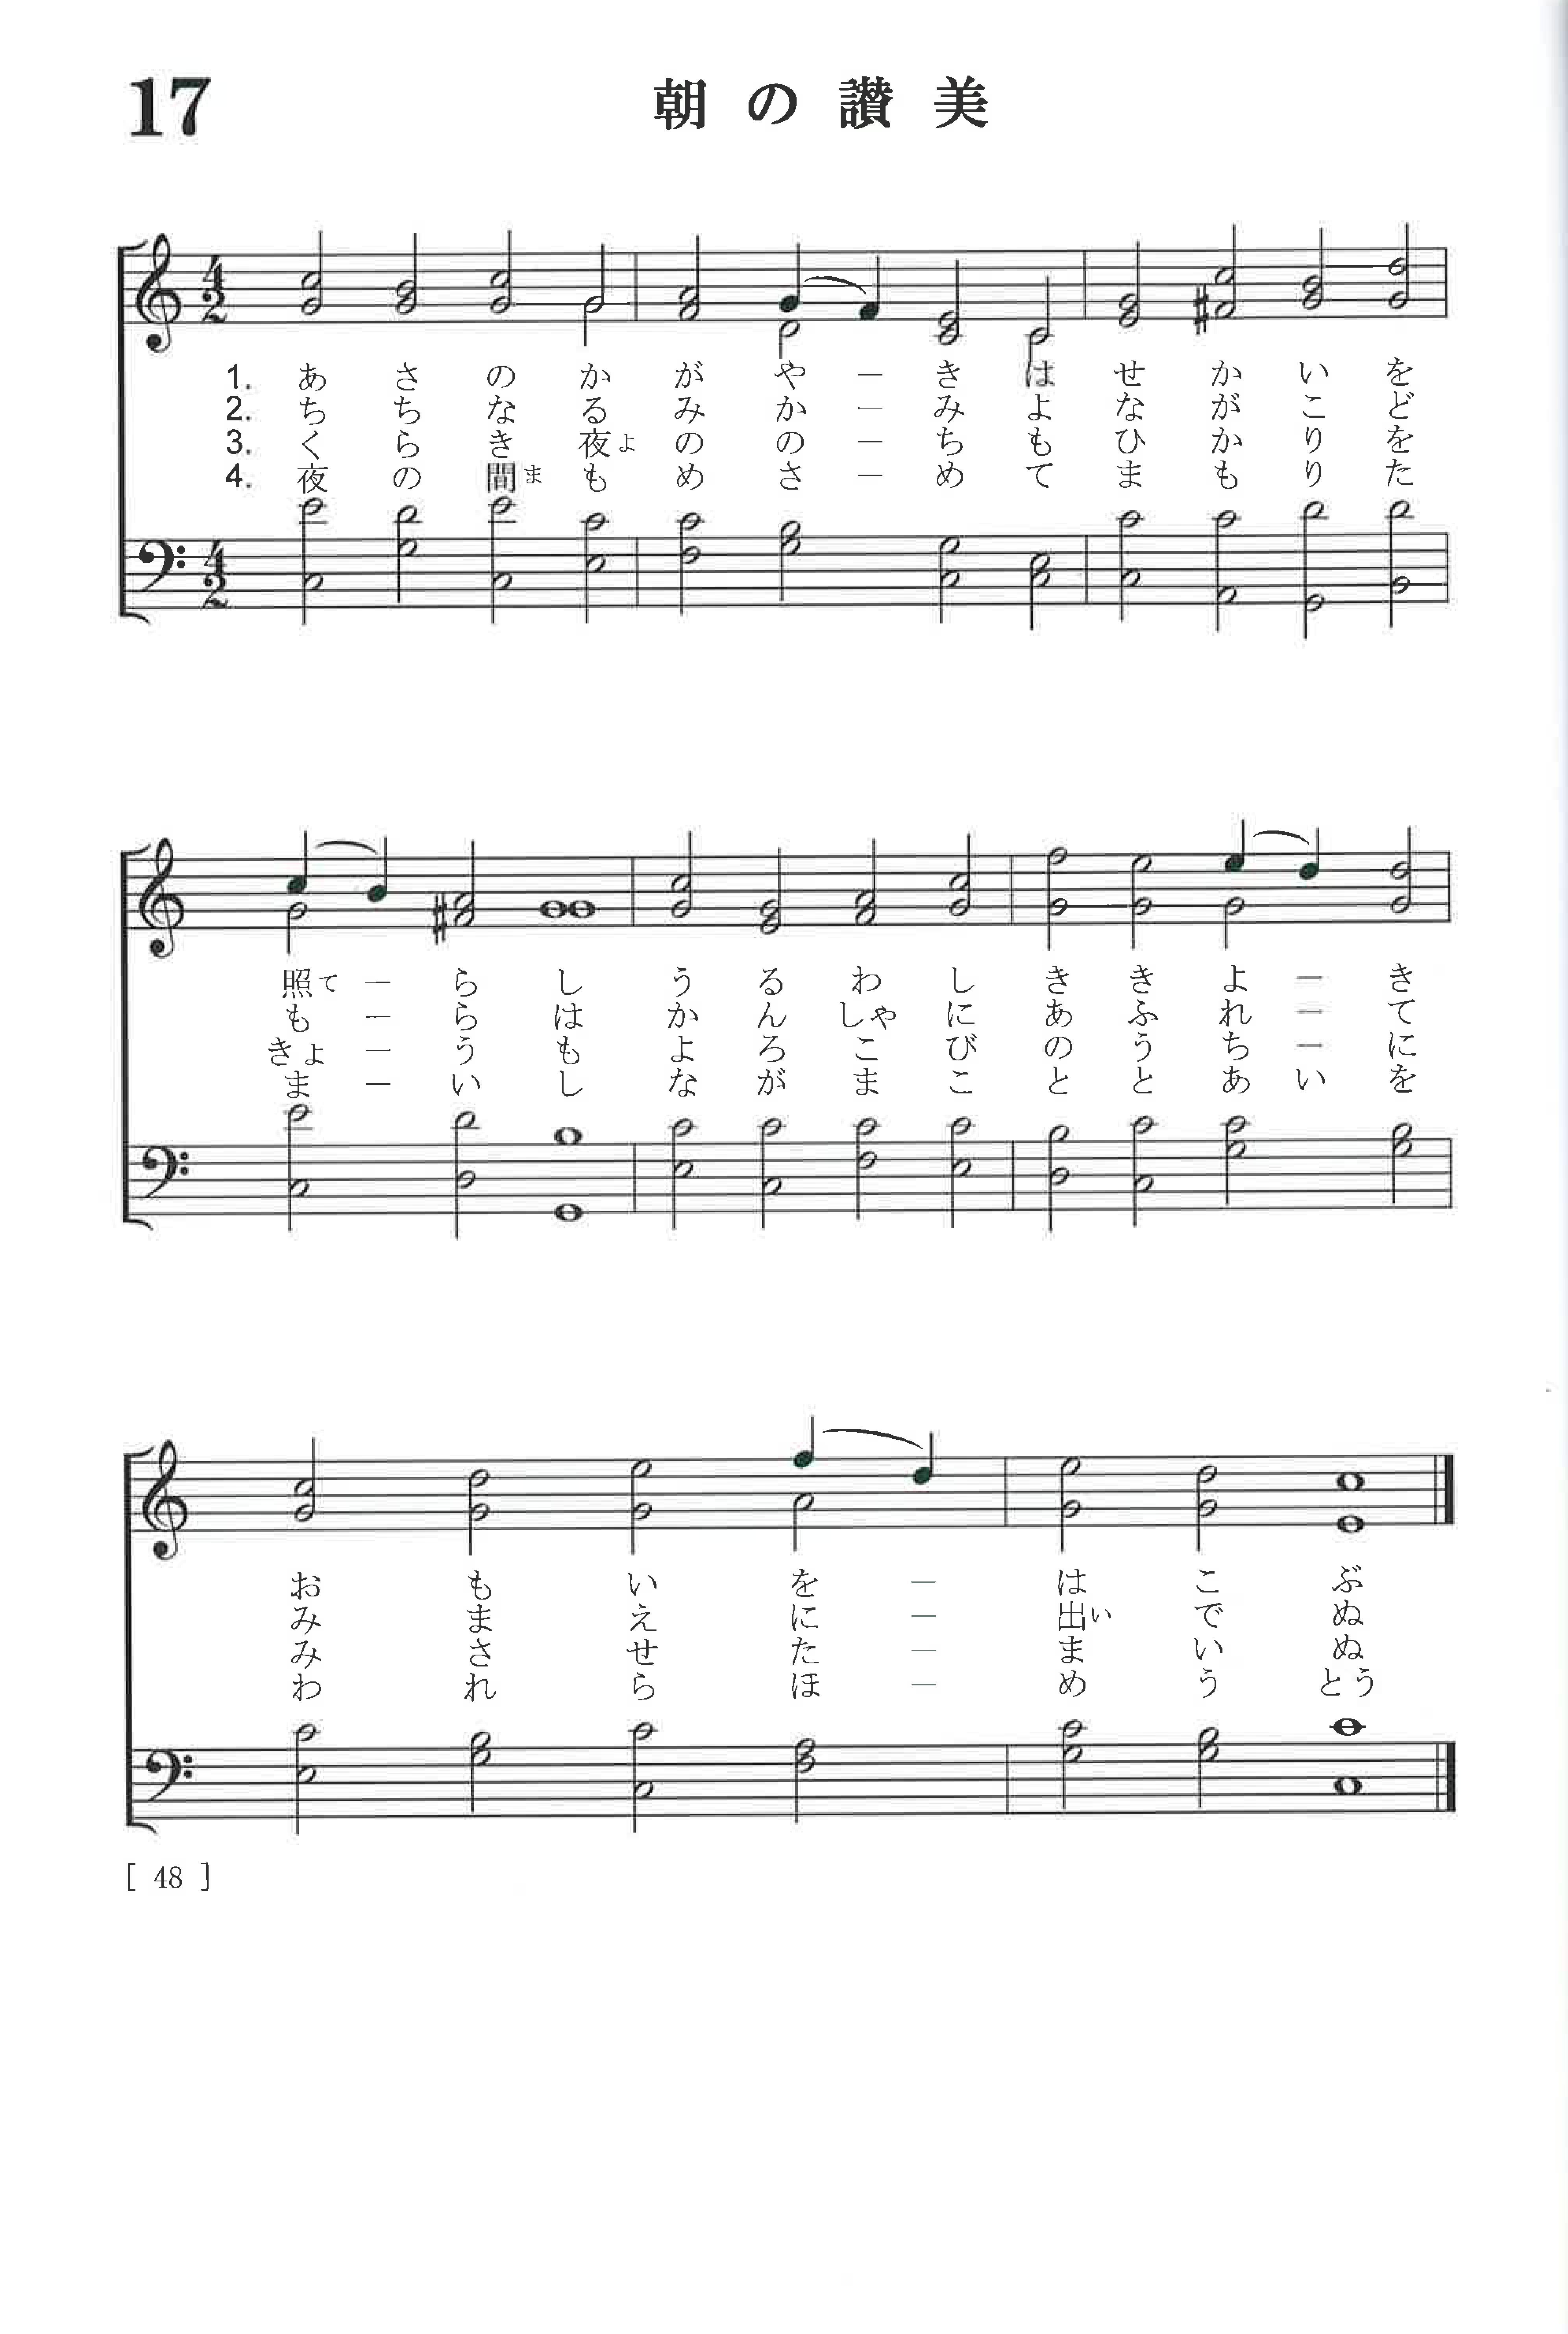 17
朝の讃美
4/2
1. あ さ の か が や ー き は せ か い を
2. ち ち な る み か ー み よ な が こ ど
3. く ら き 夜よ の の ー ち も ひ か り を
4. 夜 の 間ま も め さ ー め て ま も り た
4/2
照て ー ら し う る わ し き き よ ー き
も ー ら は か ん しゃ に あ ふ れ ー て
きょ ー う も よ ろ こ び の う ち ー に
ま ー い し な が ま こ と と あ い を
お も い を ー は こ ぶ
み ま え に ー 出い で ぬ
み さ せ た ー ま い ぬ
わ れ ら ほ ー め う とう
[ 48 ]